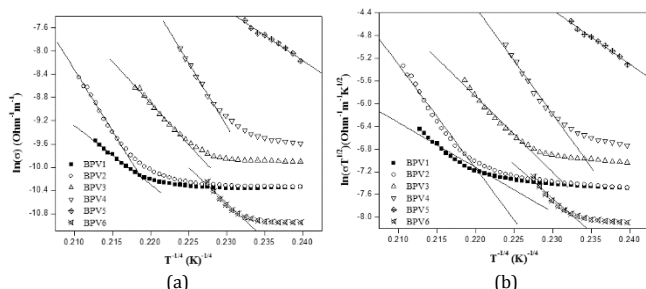 a)
b)
ln(σ) (Ohm⁻¹m⁻¹)
-7.6
-8.0
-8.4
-8.8
-9.2
-9.6
-10.0
-10.4
-10.8
BPV1
BPV2
BPV3
BPV4
BPV5
BPV6
0.210 0.215 0.220 0.225 0.230 0.235 0.240
T⁻¹/⁴ (K)⁻¹/⁴
(a)
ln(σT¹/²)(Ohm⁻¹m⁻¹K¹/²)
-4.4
-4.8
-5.2
-5.6
-6.0
-6.4
-6.8
-7.2
-7.6
-8.0
BPV1
BPV2
BPV3
BPV4
BPV5
BPV6
0.210 0.215 0.220 0.225 0.230 0.235 0.240
T⁻¹/⁴ (K)⁻¹/⁴
(b)